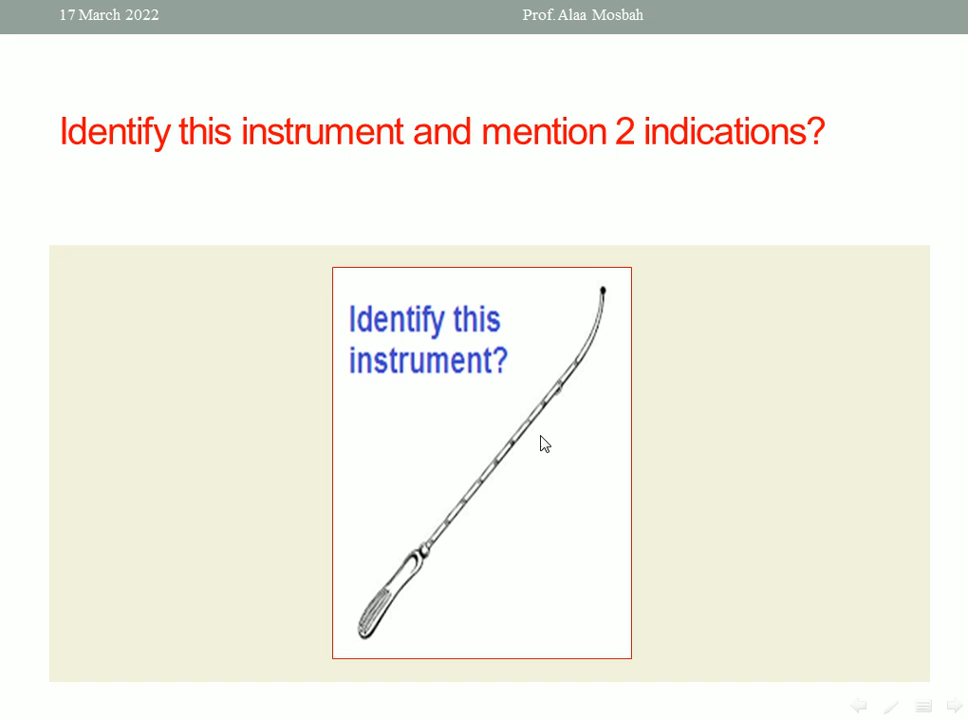 17 March 2022
Prof. Alaa Mosbah
Identify this instrument and mention 2 indications?
Identify this
instrument?